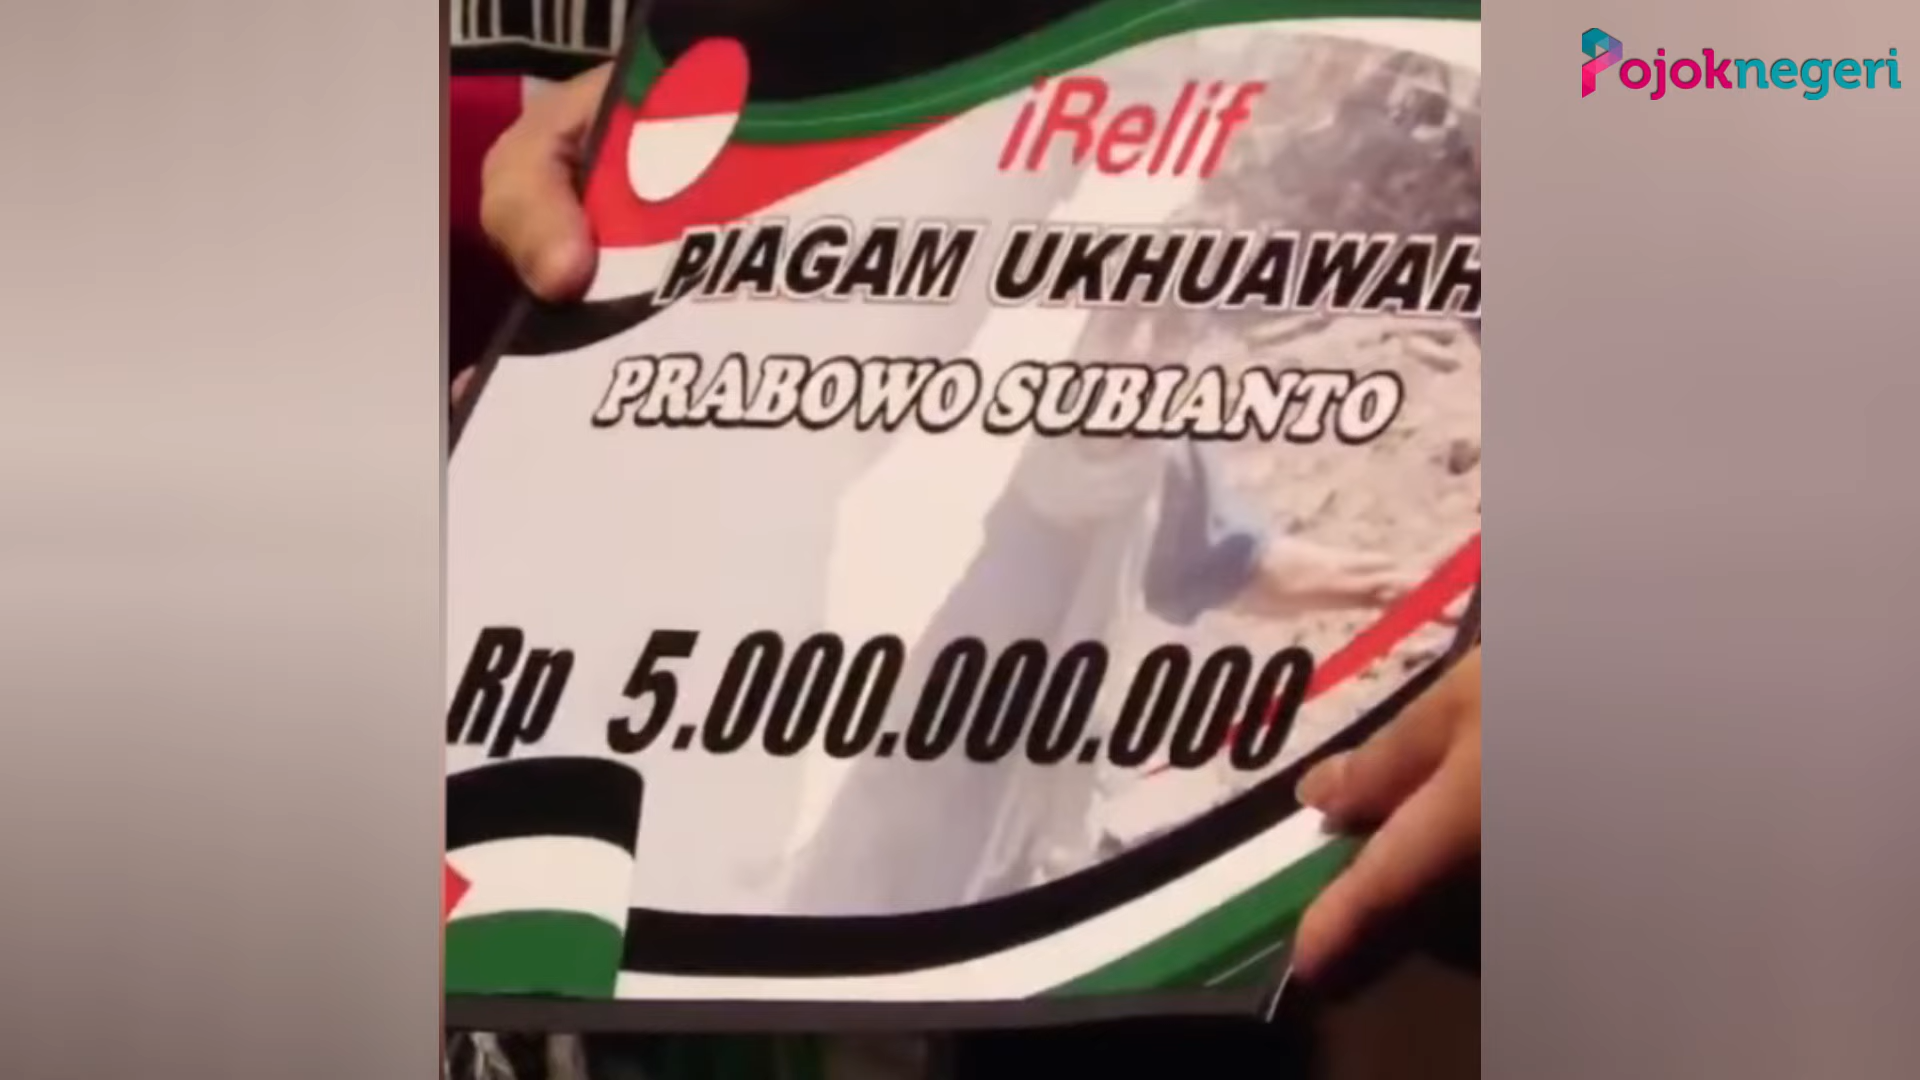 Pojoknegeri
iRelif
PIAGAM UKHUAWAH
PRABOWO SUBIANTO
Rp 5.000.000.000